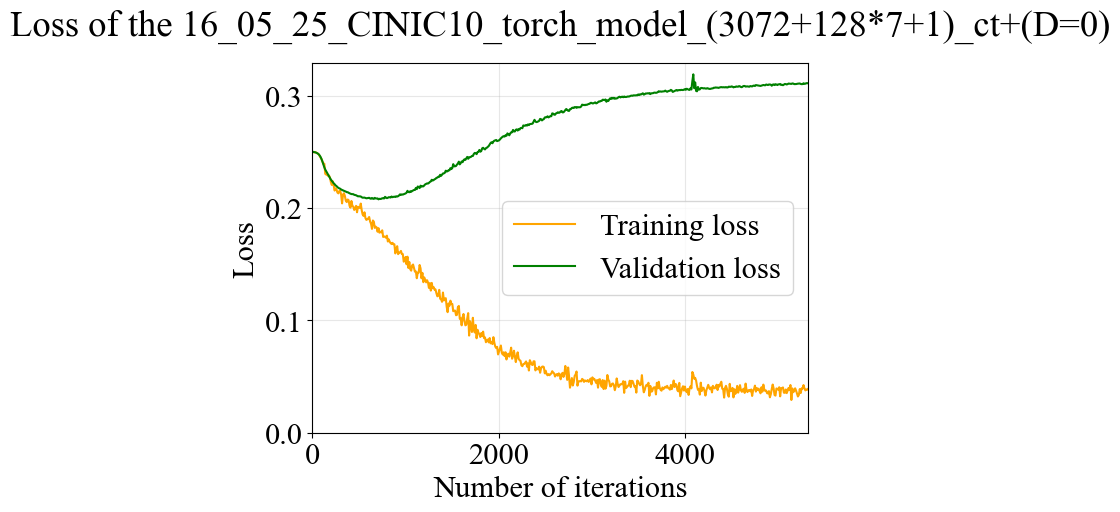 Loss of the 16_05_25_CINIC10_torch_model_(3072+128*7+1)_ct+(D=0)
0.3
0.2
0.1
0.0
Loss
Training loss
Validation loss
0
2000
4000
Number of iterations